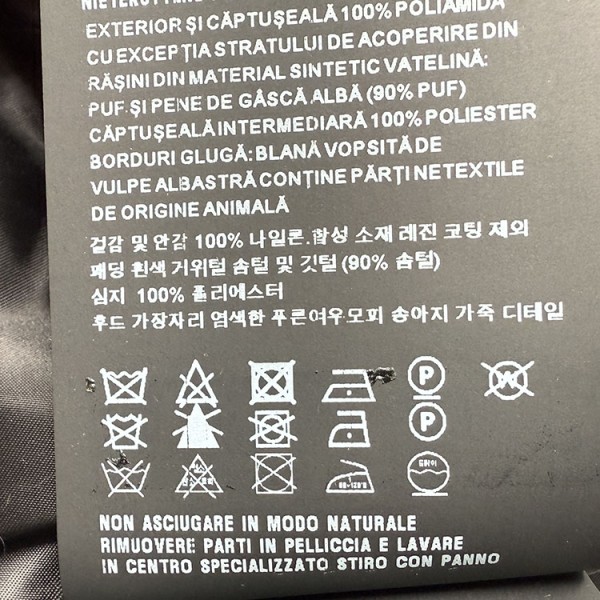 EXTERIOR ȘI CĂPTUȘEALĂ 100% POLIAMIDA
CU EXCEPȚIA STRATULUI DE ACOPERIRE DIN
RĂȘINI DIN MATERIAL SINTETIC VATELINĂ:
PUF ȘI PENE DE GÂSCĂ ALBĂ (90% PUF)
CĂPTUȘEALĂ INTERMEDIARĂ 100% POLIESTER
BORDURI GLUGĂ: BLANĂ VOPSITĂ DE
VULPE ALBASTRĂ CONȚINE PĂRȚI NETEXTILE
DE ORIGINE ANIMALĂ
겉감 및 안감 100% 나일론.합성 소재 레진 코팅 제외
패딩 흰색 거위털 솜털 및 깃털 (90% 솜털)
심지 100% 폴리에스터
후드 가장자리 염색한 푸른여우모피 송아지 가죽 디테일
P W
P
드라이
NON ASCIUGARE IN MODO NATURALE
RIMUOVERE PARTI IN PELLICCIA E LAVARE
IN CENTRO SPECIALIZZATO STIRO CON PANNO